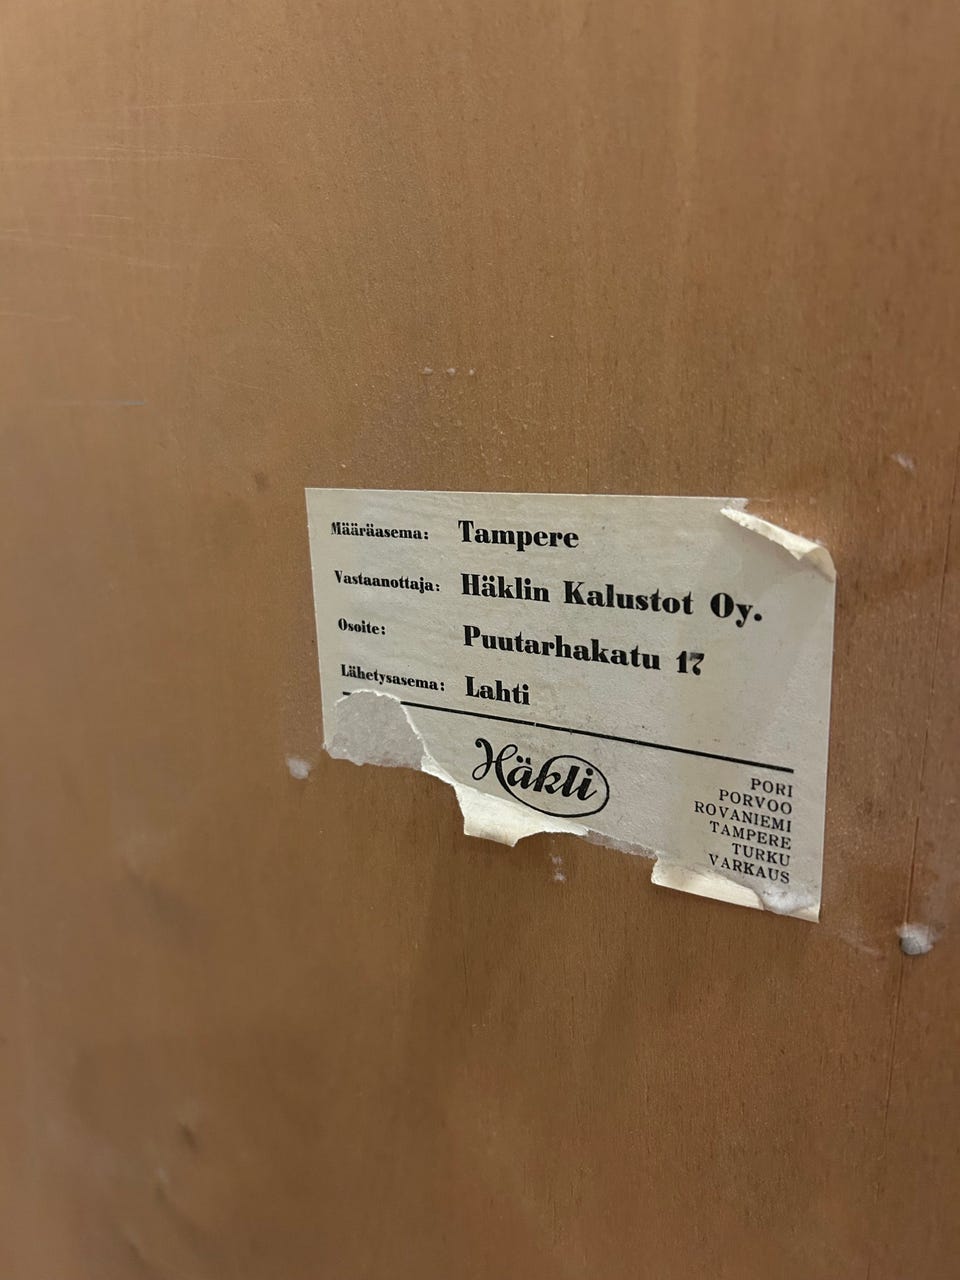 Määräasema: Tampere
Vastaanottaja: Häklin Kalustot Oy.
Osoite: Puutarhakatu 17
Lähetysasema: Lahti
Häkli
PORI
PORVOO
ROVANIEMI
TAMPERE
TURKU
VARKAUS